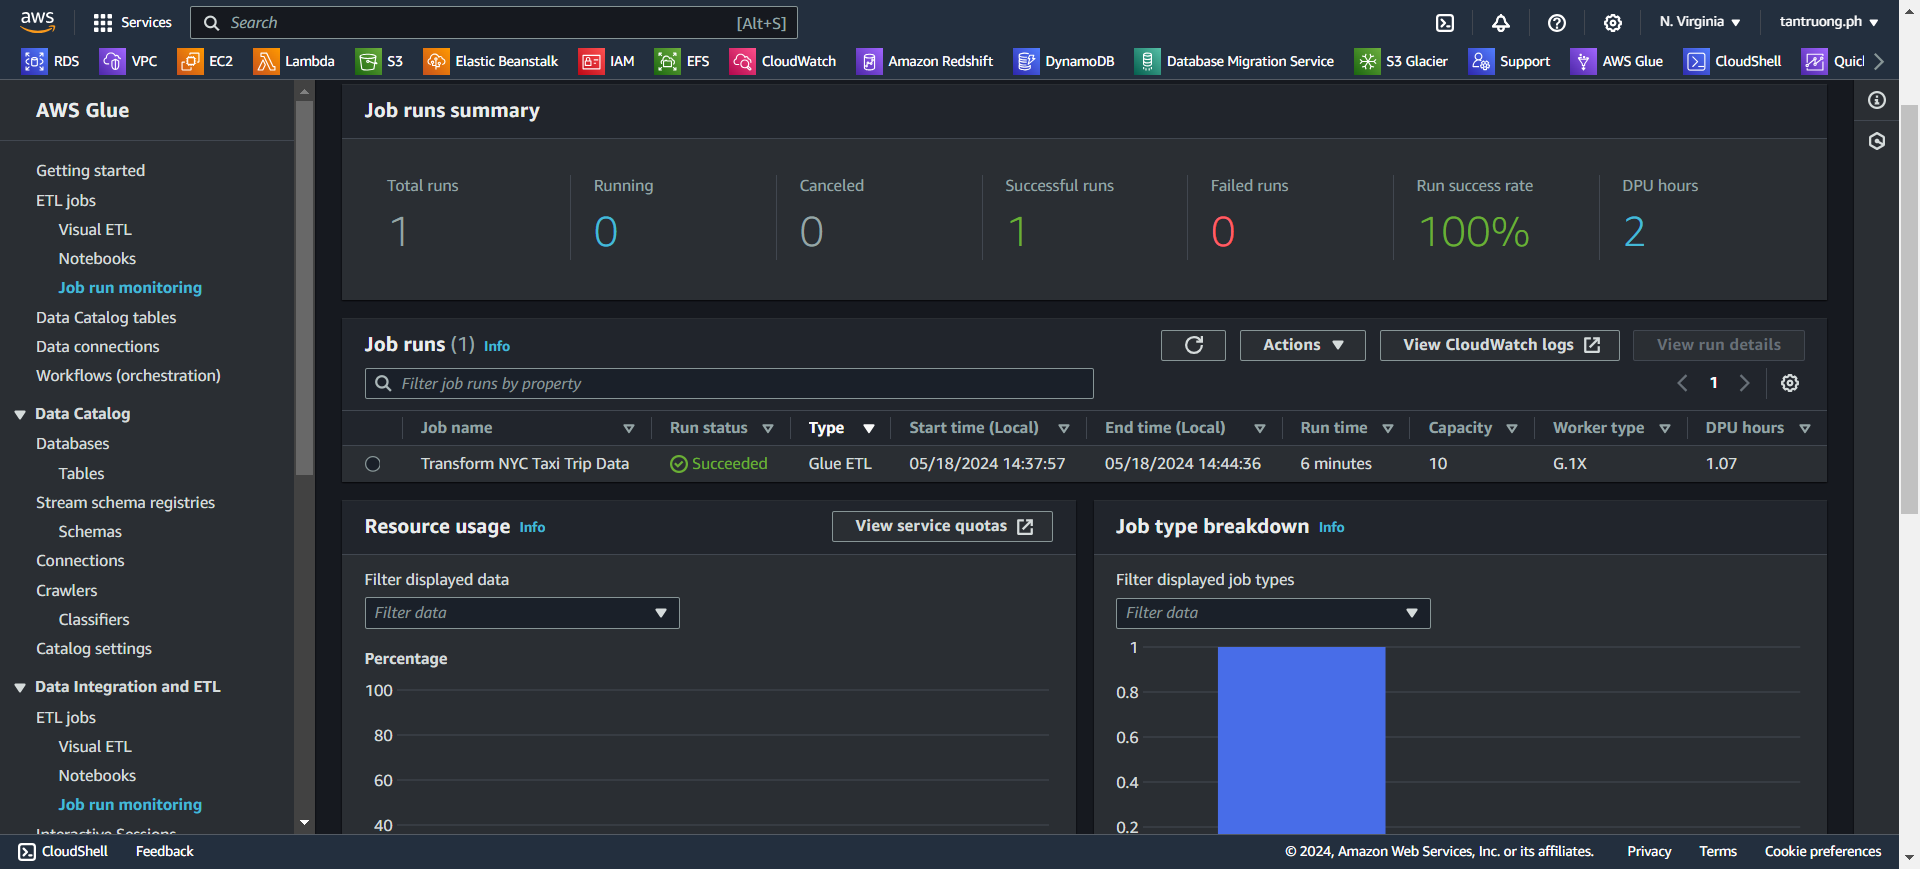 aws
Services
Search
[Alt+S]
N. Virginia
tantruong.ph
RDS
VPC
EC2
Lambda
S3
Elastic Beanstalk
IAM
EFS
CloudWatch
Amazon Redshift
DynamoDB
Database Migration Service
S3 Glacier
Support
AWS Glue
CloudShell
AWS Glue
Getting started
ETL jobs
Visual ETL
Notebooks
Job run monitoring
Data Catalog tables
Data connections
Workflows (orchestration)
Data Catalog
Databases
Tables
Stream schema registries
Schemas
Connections
Crawlers
Classifiers
Catalog settings
Data Integration and ETL
ETL jobs
Visual ETL
Notebooks
Job run monitoring
Interactive Sessions
Job runs summary
Total runs
1
Running
0
Canceled
0
Successful runs
1
Failed runs
0
Run success rate
100%
DPU hours
2
Job runs (1) Info
Actions
View CloudWatch logs
View run details
Filter job runs by property
1
Job name Run status Type Start time (Local) End time (Local) Run time Capacity Worker type DPU hours
Transform NYC Taxi Trip Data Succeeded Glue ETL 05/18/2024 14:37:57 05/18/2024 14:44:36 6 minutes 10 G.1X 1.07
Resource usage Info
View service quotas
Filter displayed data
Filter data
Percentage
100
80
60
40
Job type breakdown Info
Filter displayed job types
Filter data
1
0.8
0.6
0.4
0.2
CloudShell
Feedback
© 2024, Amazon Web Services, Inc. or its affiliates.
Privacy
Terms
Cookie preferences